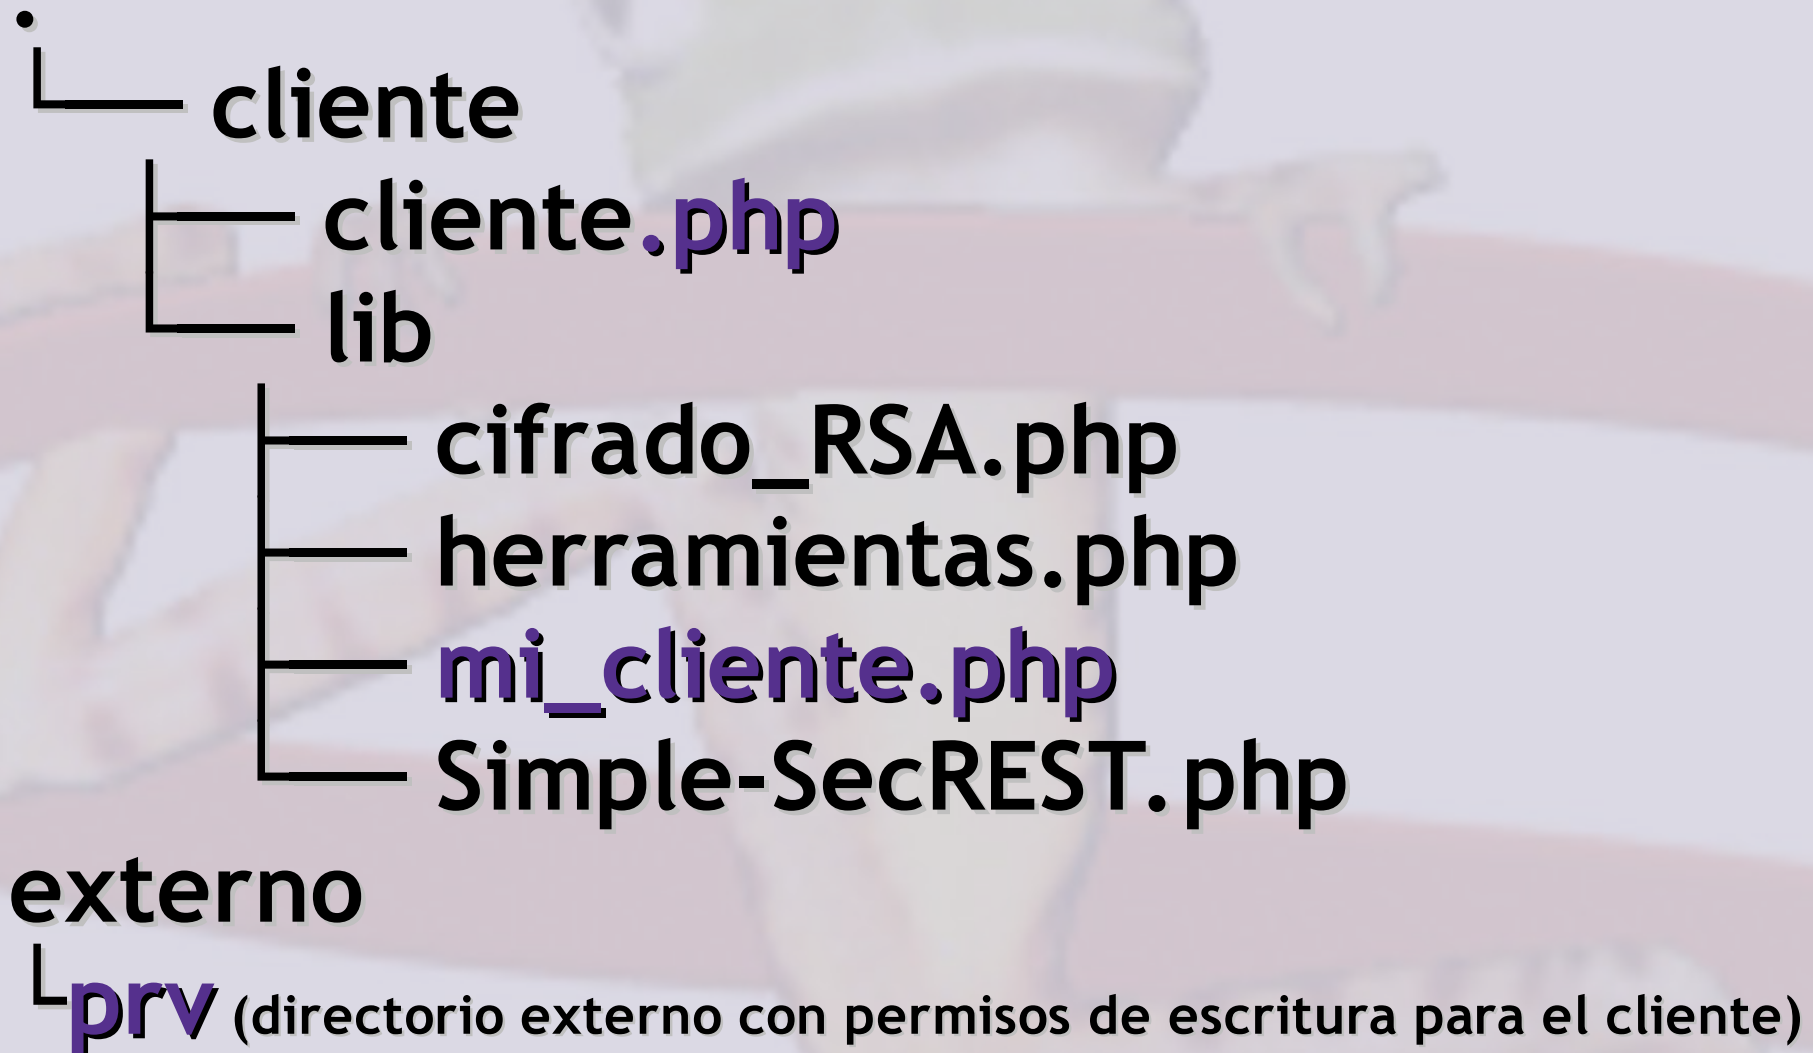 .
└── cliente
├── cliente.php
└── lib
├── cifrado_RSA.php
├── herramientas.php
├── mi_cliente.php
└── Simple-SecREST.php
externo
└prv (directorio externo con permisos de escritura para el cliente)